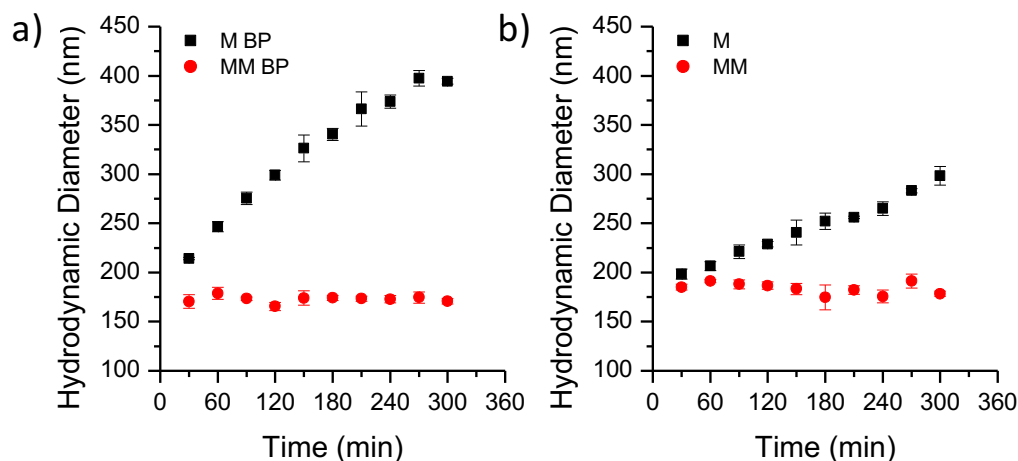 a)
M BP
MM BP
Hydrodynamic Diameter (nm)
450
400
350
300
250
200
150
100
0 60 120 180 240 300 360
Time (min)
b)
M
MM
Hydrodynamic Diameter (nm)
450
400
350
300
250
200
150
100
0 60 120 180 240 300 360
Time (min)